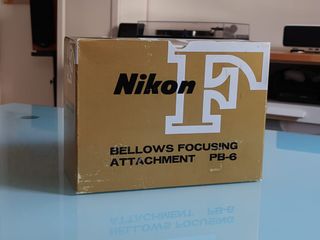 Nikon F
BELLOWS FOCUSING
ATTACHMENT PB-6